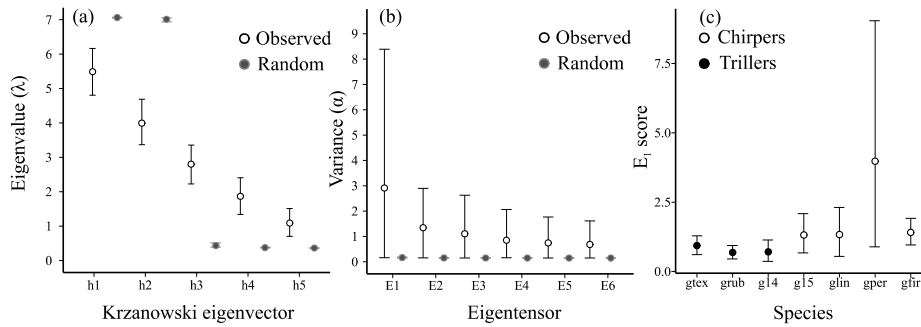 (a)
Observed
Random
Eigenvalue (λ)
7
6
5
4
3
2
1
0
h1 h2 h3 h4 h5
Krzanowski eigenvector
(b)
Observed
Random
Variance (α)
9
8
7
6
5
4
3
2
1
0
E1 E2 E3 E4 E5 E6
Eigentensor
(c)
Chirpers
Trillers
E1 score
7.5
5.0
2.5
0.0
gtex grub g14 g15 glin gper gfir
Species